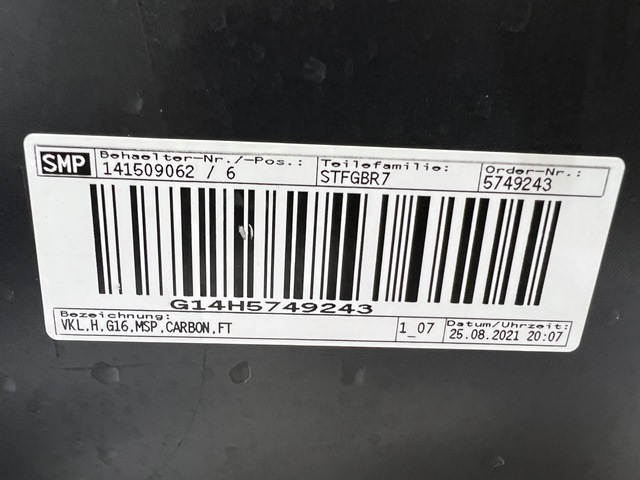 SMP
Behaelter-Nr./-Pos.: Teilefamilie: Order-Nr.:
141509062 / 6 STFGBR7 5749243
G14H5749243
Bezeichnung: Datum/Uhrzeit:
VKL,H,G16,MSP,CARBON,FT 1_07 25.08.2021 20:07